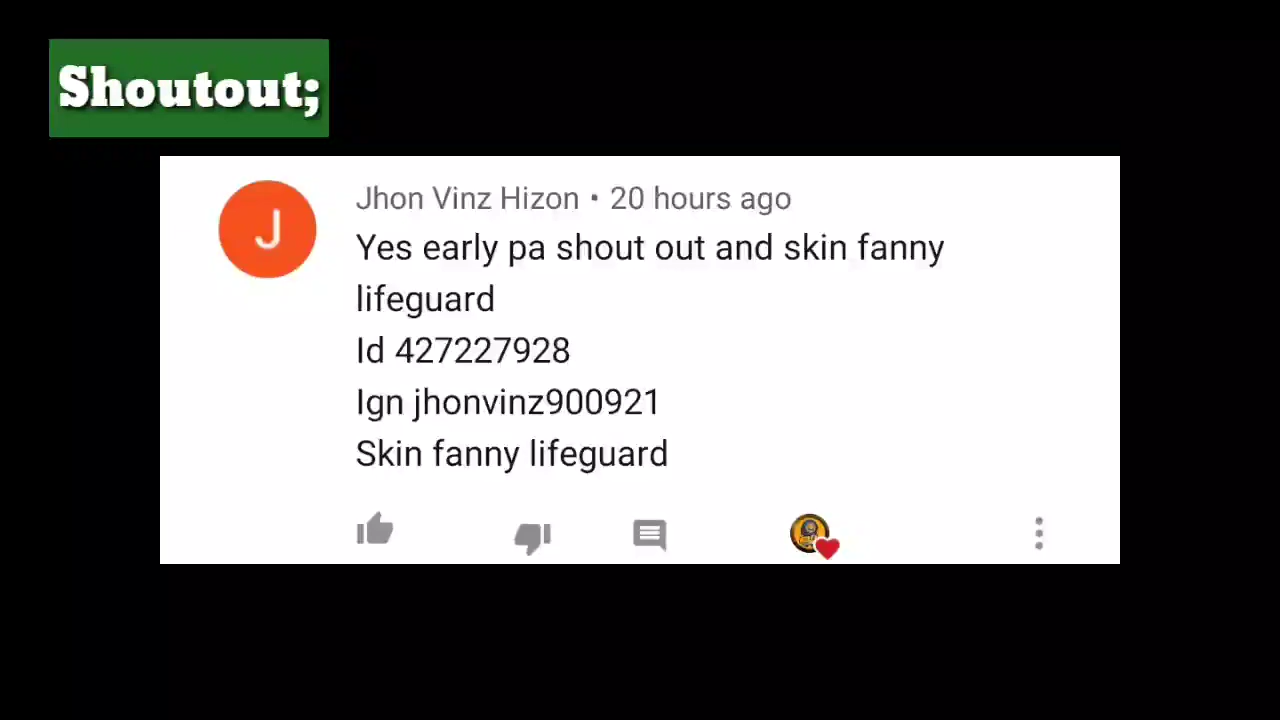 Shoutout;
Jhon Vinz Hizon • 20 hours ago
Yes early pa shout out and skin fanny
lifeguard
Id 427227928
Ign jhonvinz900921
Skin fanny lifeguard